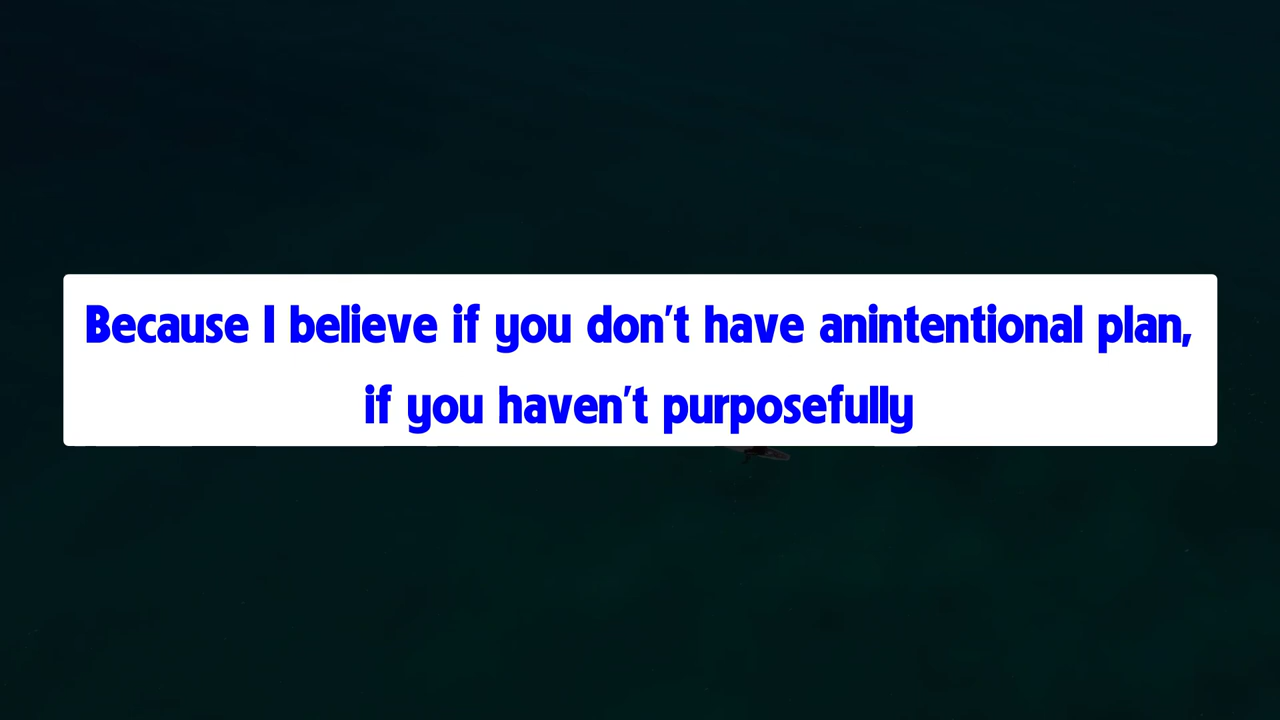 Because I believe if you don't have anintentional plan,
if you haven't purposefully